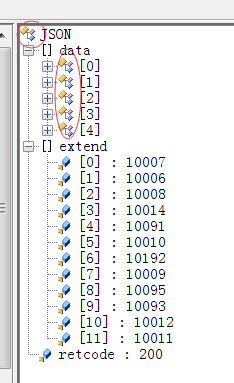 JSON
[] data
[0]
[1]
[2]
[3]
[4]
[] extend
[0] : 10007
[1] : 10006
[2] : 10008
[3] : 10014
[4] : 10091
[5] : 10010
[6] : 10192
[7] : 10009
[8] : 10095
[9] : 10093
[10] : 10012
[11] : 10011
retcode : 200